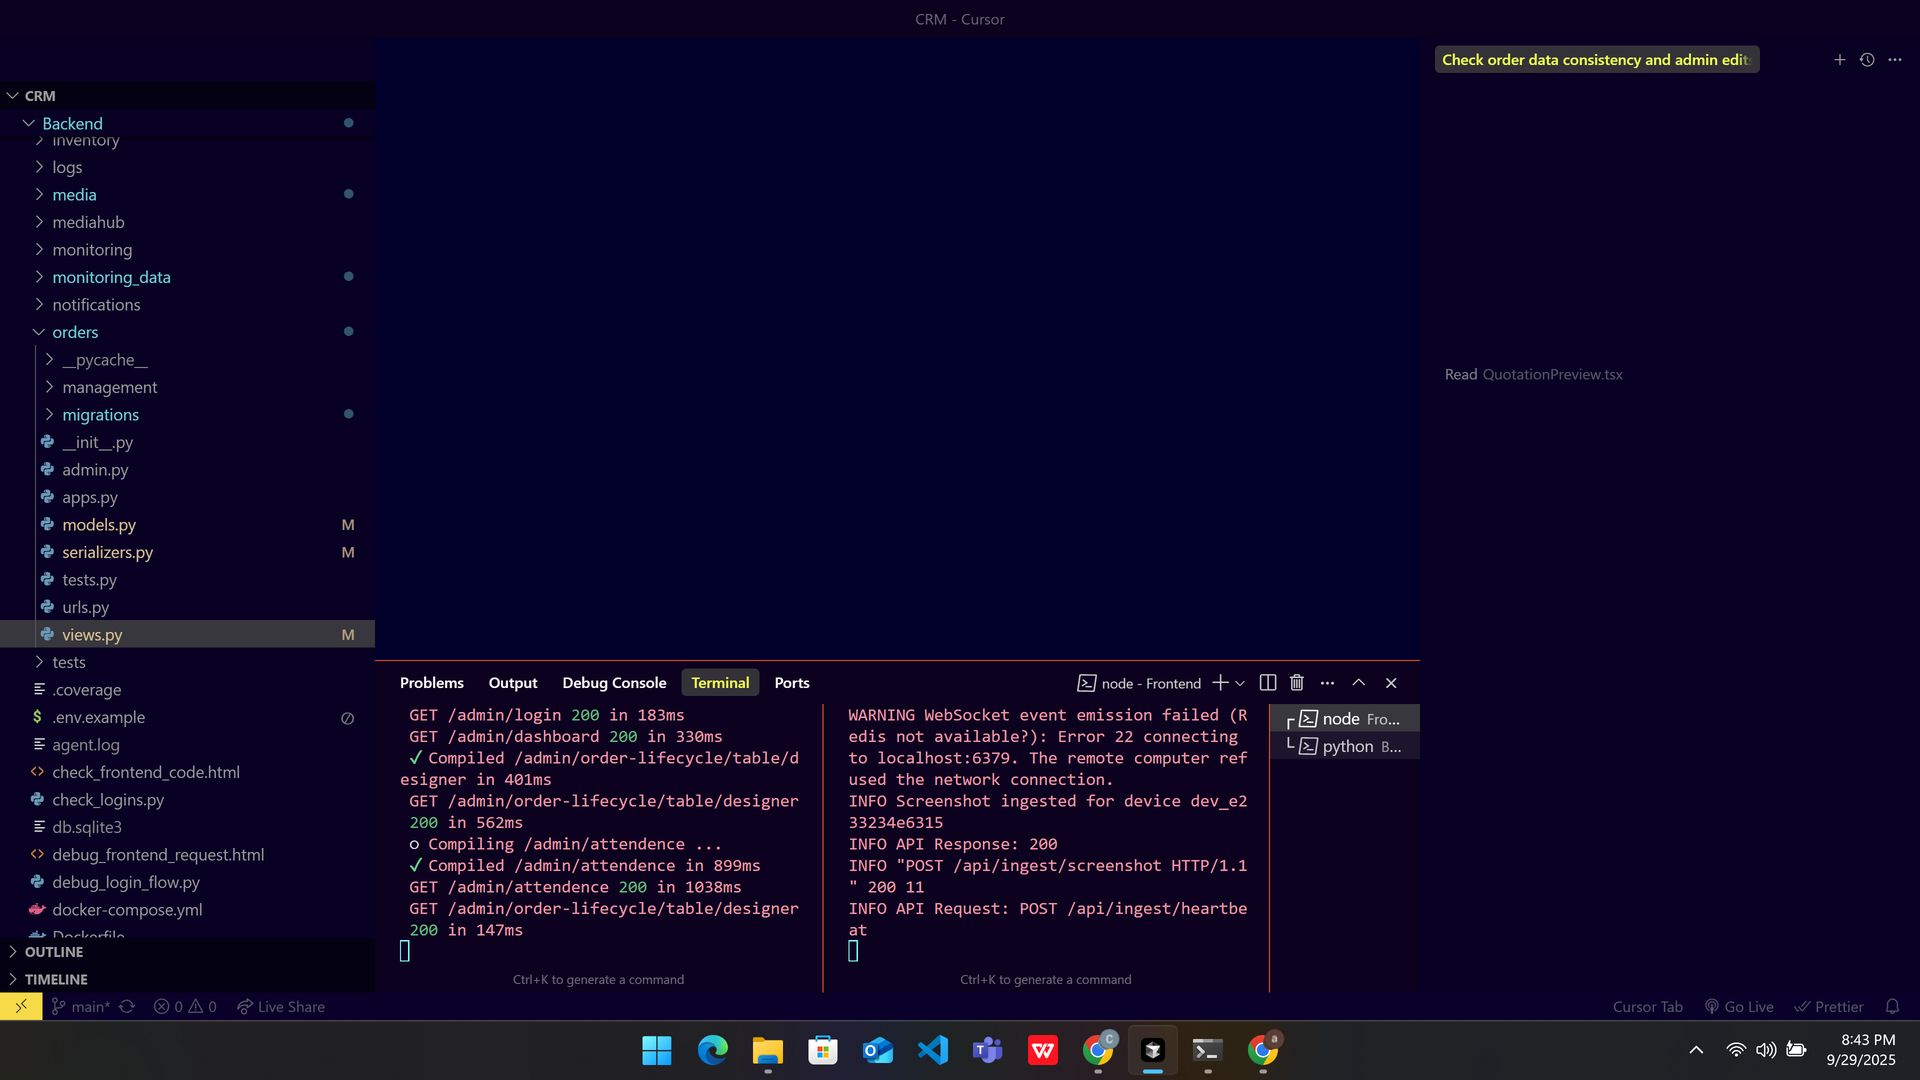 CRM - Cursor
Check order data consistency and admin edit
CRM
Backend
inventory
logs
media
mediahub
monitoring
monitoring_data
notifications
orders
__pycache__
management
migrations
__init__.py
admin.py
apps.py
models.py M
serializers.py M
tests.py
urls.py
views.py M
tests
.coverage
$ .env.example
agent.log
check_frontend_code.html
check_logins.py
db.sqlite3
debug_frontend_request.html
debug_login_flow.py
docker-compose.yml
Dockerfile
OUTLINE
TIMELINE
Read QuotationPreview.tsx
Problems Output Debug Console Terminal Ports
node - Frontend
GET /admin/login 200 in 183ms
GET /admin/dashboard 200 in 330ms
✓ Compiled /admin/order-lifecycle/table/d
esigner in 401ms
GET /admin/order-lifecycle/table/designer
200 in 562ms
○ Compiling /admin/attendence ...
✓ Compiled /admin/attendence in 899ms
GET /admin/attendence 200 in 1038ms
GET /admin/order-lifecycle/table/designer
200 in 147ms
Ctrl+K to generate a command
WARNING WebSocket event emission failed (R
edis not available?): Error 22 connecting
to localhost:6379. The remote computer ref
used the network connection.
INFO Screenshot ingested for device dev_e2
33234e6315
INFO API Response: 200
INFO "POST /api/ingest/screenshot HTTP/1.1
" 200 11
INFO API Request: POST /api/ingest/heartbe
at
Ctrl+K to generate a command
node Fro...
python B...
main* 0 0 Live Share
Cursor Tab Go Live Prettier
C
a
8:43 PM
9/29/2025